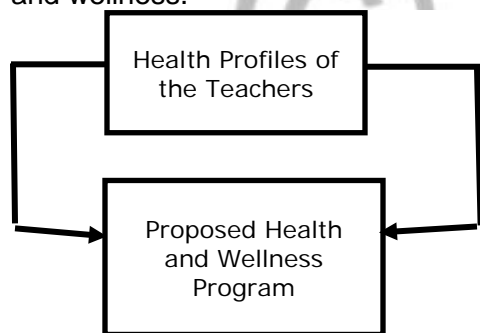 and wellness.
Health Profiles of
the Teachers
Proposed Health
and Wellness
Program